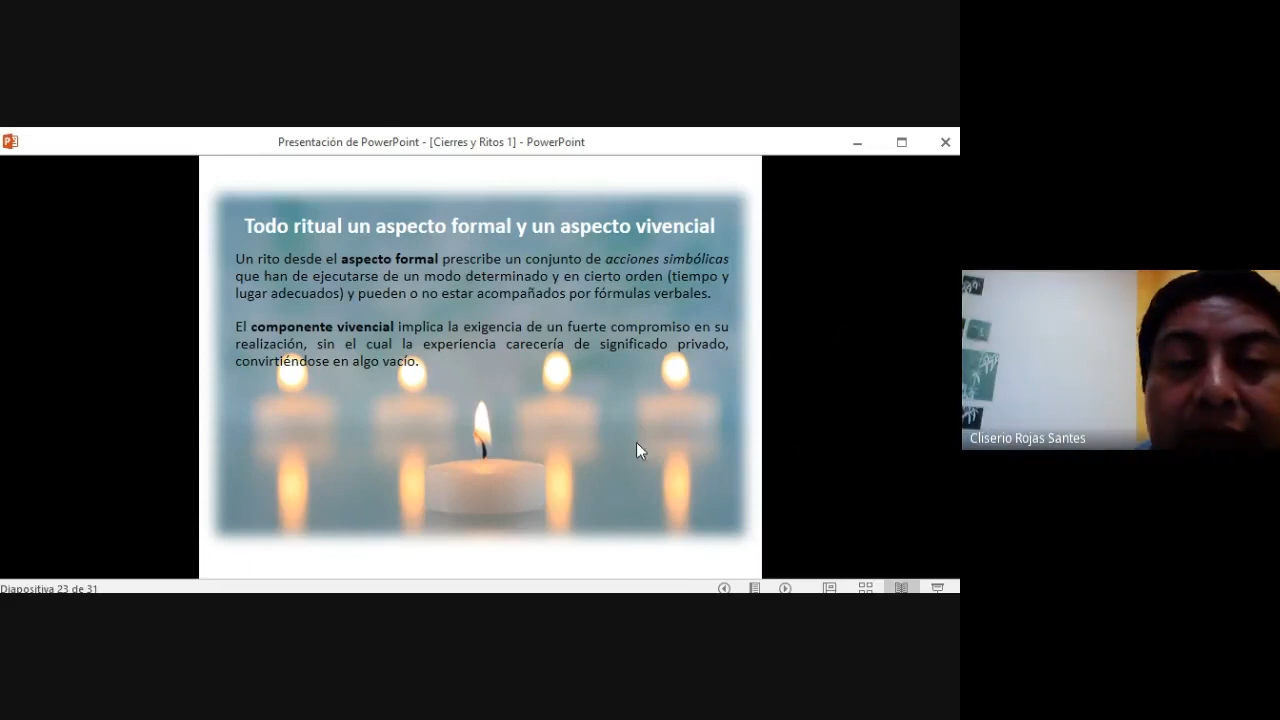 Presentación de PowerPoint - [Cierres y Ritos 1] - PowerPoint
Todo ritual un aspecto formal y un aspecto vivencial
Un rito desde el aspecto formal prescribe un conjunto de acciones simbólicas
que han de ejecutarse de un modo determinado y en cierto orden (tiempo y
lugar adecuados) y pueden o no estar acompañados por fórmulas verbales.
El componente vivencial implica la exigencia de un fuerte compromiso en su
realización, sin el cual la experiencia carecería de significado privado,
convirtiéndose en algo vacío.
Cliserio Rojas Santes
Diapositiva 23 de 31